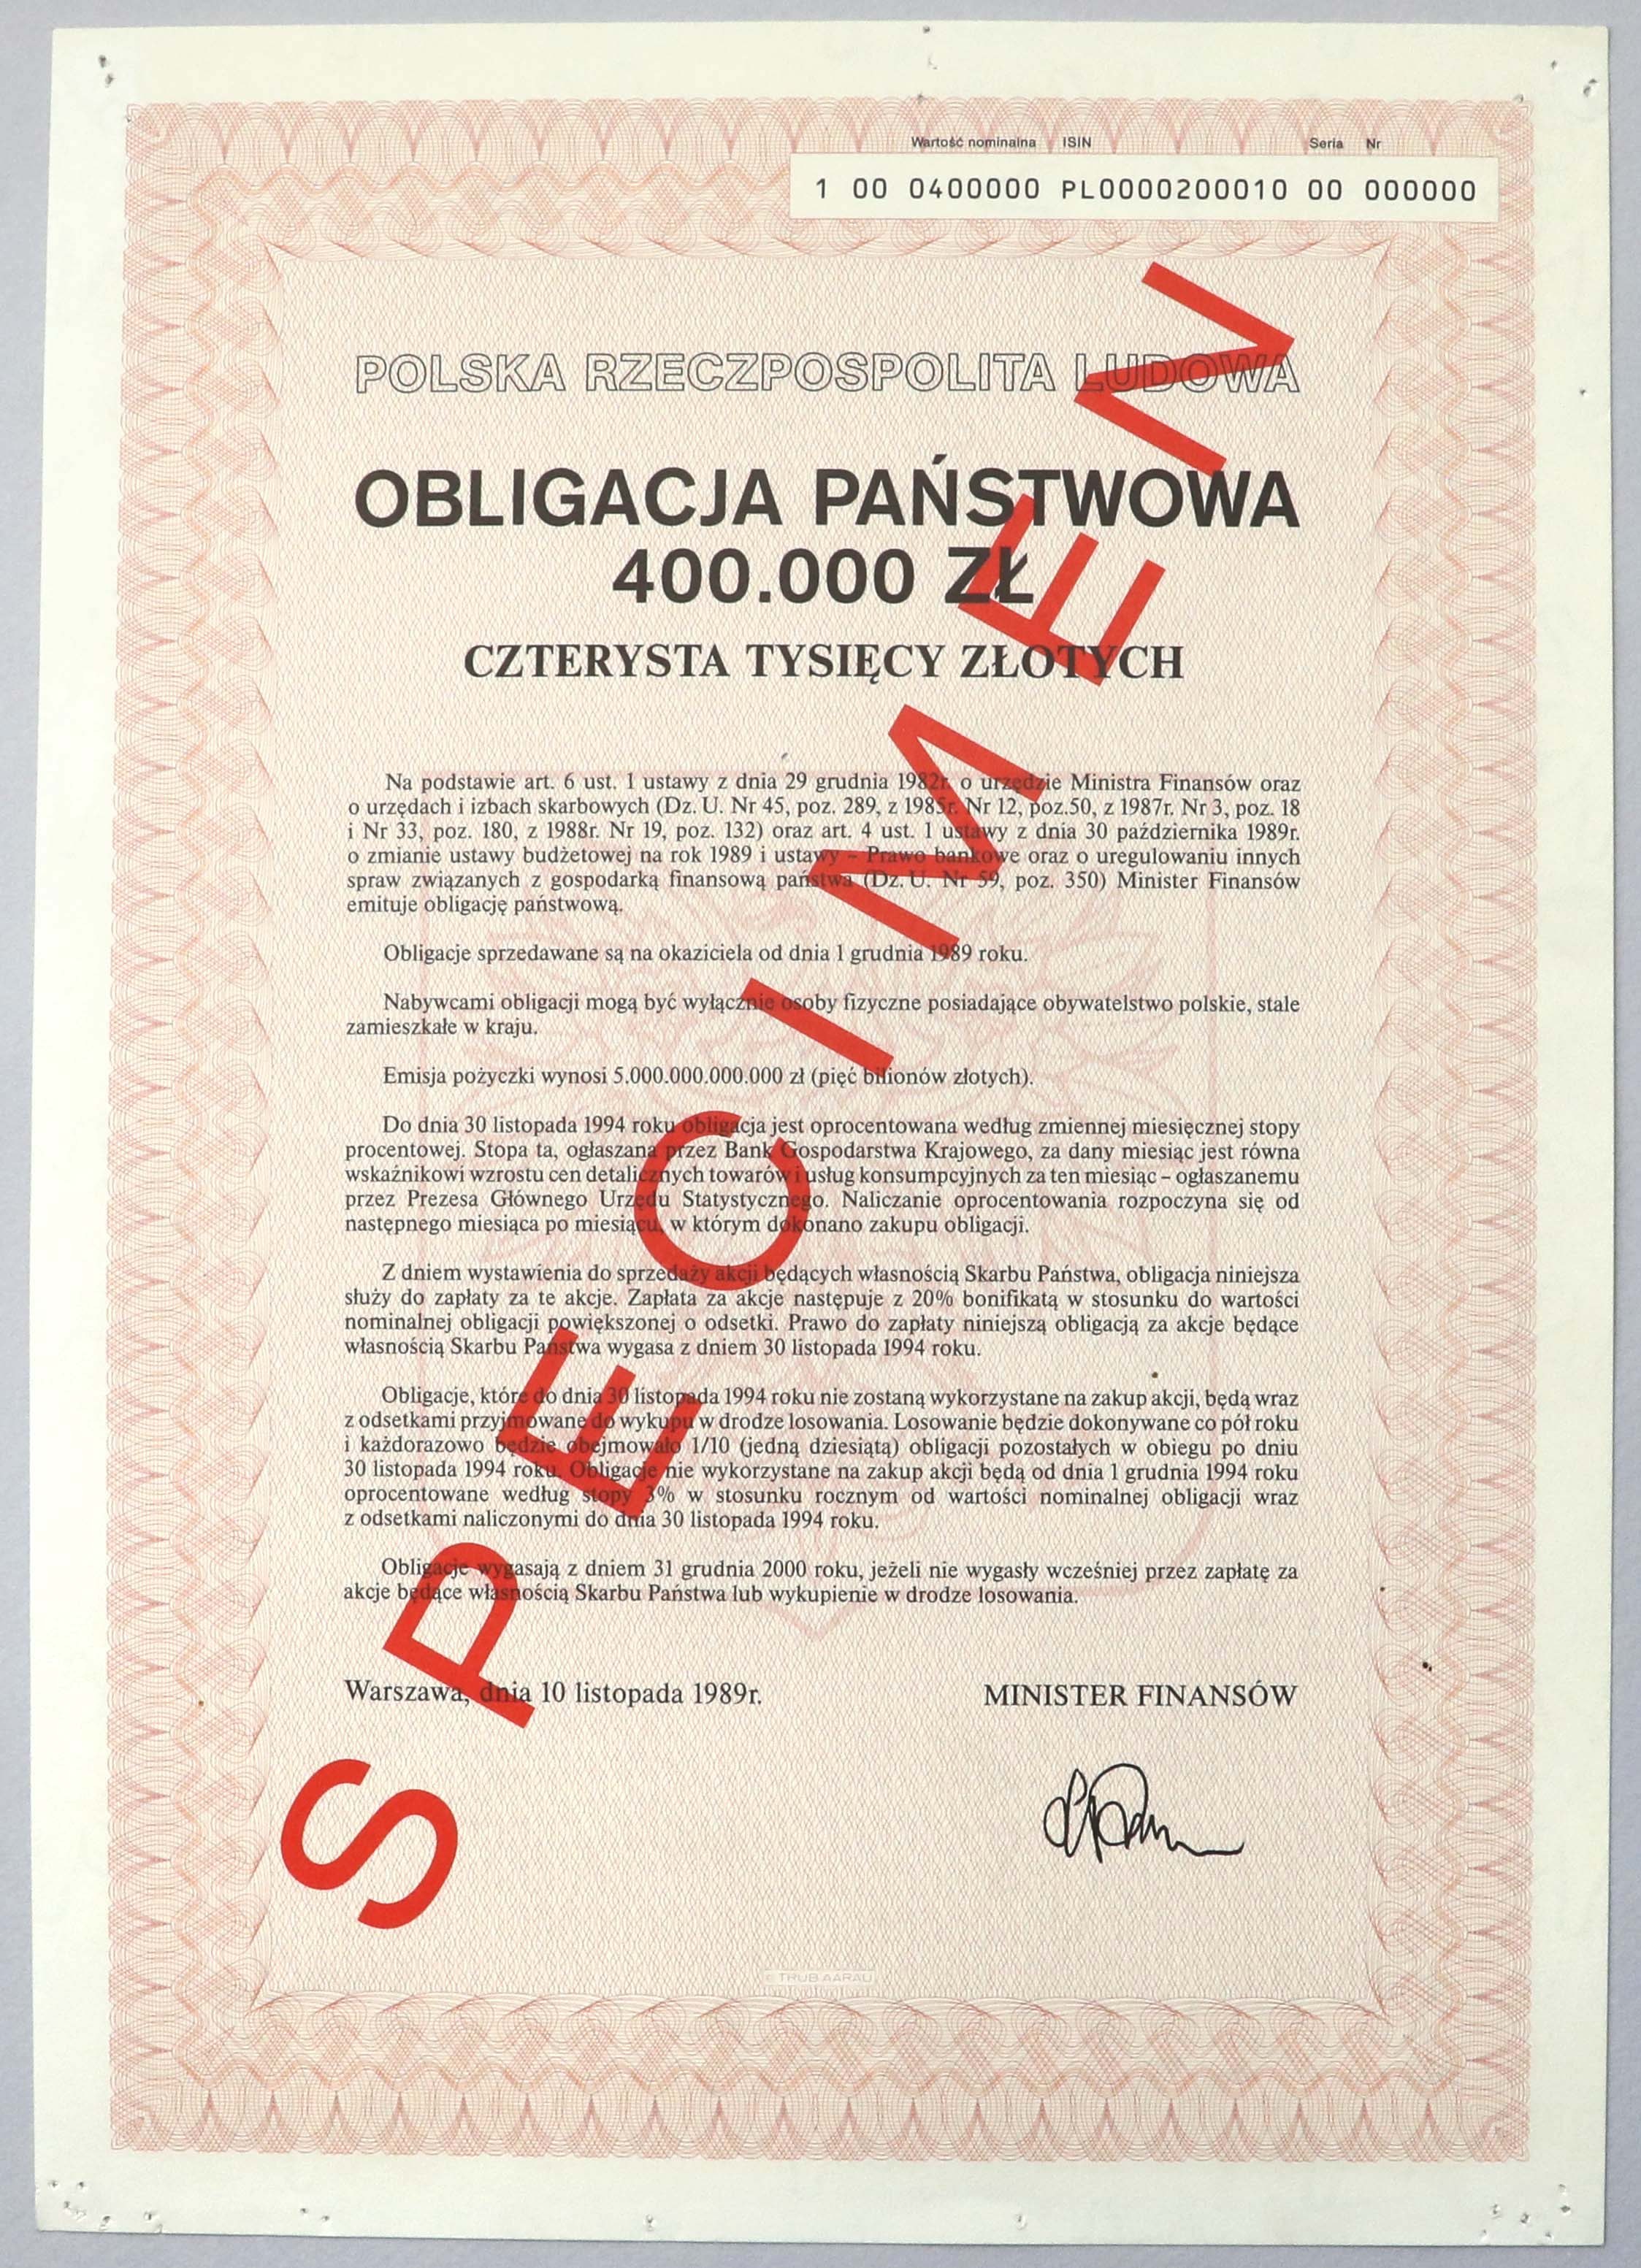 Wartość nominalna ISIN Seria Nr
1 00 0400000 PL0000200010 00 000000
POLSKA RZECZPOSPOLITA LUDOWA
OBLIGACJA PAŃSTWOWA
400.000 ZŁ
CZTERYSTA TYSIĘCY ZŁOTYCH
Na podstawie art. 6 ust. 1 ustawy z dnia 29 grudnia 1982r. o urzędzie Ministra Finansów oraz
o urzędach i izbach skarbowych (Dz. U. Nr 45, poz. 289, z 1985r. Nr 12, poz.50, z 1987r. Nr 3, poz. 18
i Nr 33, poz. 180, z 1988r. Nr 19, poz. 132) oraz art. 4 ust. 1 ustawy z dnia 30 października 1989r.
o zmianie ustawy budżetowej na rok 1989 i ustawy – Prawo bankowe oraz o uregulowaniu innych
spraw związanych z gospodarką finansową państwa (Dz. U. Nr 59, poz. 350) Minister Finansów
emituje obligację państwową.
Obligacje sprzedawane są na okaziciela od dnia 1 grudnia 1989 roku.
Nabywcami obligacji mogą być wyłącznie osoby fizyczne posiadające obywatelstwo polskie, stale
zamieszkałe w kraju.
Emisja pożyczki wynosi 5.000.000.000.000 zł (pięć bilionów złotych).
Do dnia 30 listopada 1994 roku obligacja jest oprocentowana według zmiennej miesięcznej stopy
procentowej. Stopa ta, ogłaszana przez Bank Gospodarstwa Krajowego, za dany miesiąc jest równa
wskaźnikowi wzrostu cen detalicznych towarów i usług konsumpcyjnych za ten miesiąc – ogłaszanemu
przez Prezesa Głównego Urzędu Statystycznego. Naliczanie oprocentowania rozpoczyna się od
następnego miesiąca po miesiącu, w którym dokonano zakupu obligacji.
Z dniem wystawienia do sprzedaży akcji będących własnością Skarbu Państwa, obligacja niniejsza
służy do zapłaty za te akcje. Zapłata za akcje następuje z 20% bonifikatą w stosunku do wartości
nominalnej obligacji powiększonej o odsetki. Prawo do zapłaty niniejszą obligacją za akcje będące
własnością Skarbu Państwa wygasa z dniem 30 listopada 1994 roku.
Obligacje, które do dnia 30 listopada 1994 roku nie zostaną wykorzystane na zakup akcji, będą wraz
z odsetkami przyjmowane do wykupu w drodze losowania. Losowanie będzie dokonywane co pół roku
i każdorazowo będzie obejmowało 1/10 (jedną dziesiątą) obligacji pozostałych w obiegu po dniu
30 listopada 1994 roku. Obligacje nie wykorzystane na zakup akcji będą od dnia 1 grudnia 1994 roku
oprocentowane według stopy 3% w stosunku rocznym od wartości nominalnej obligacji wraz
z odsetkami naliczonymi do dnia 30 listopada 1994 roku.
Obligacje wygasają z dniem 31 grudnia 2000 roku, jeżeli nie wygasły wcześniej przez zapłatę za
akcje będące własnością Skarbu Państwa lub wykupienie w drodze losowania.
Warszawa, dnia 10 listopada 1989r. MINISTER FINANSÓW
SPECIMEN
© TRÜB AARAU